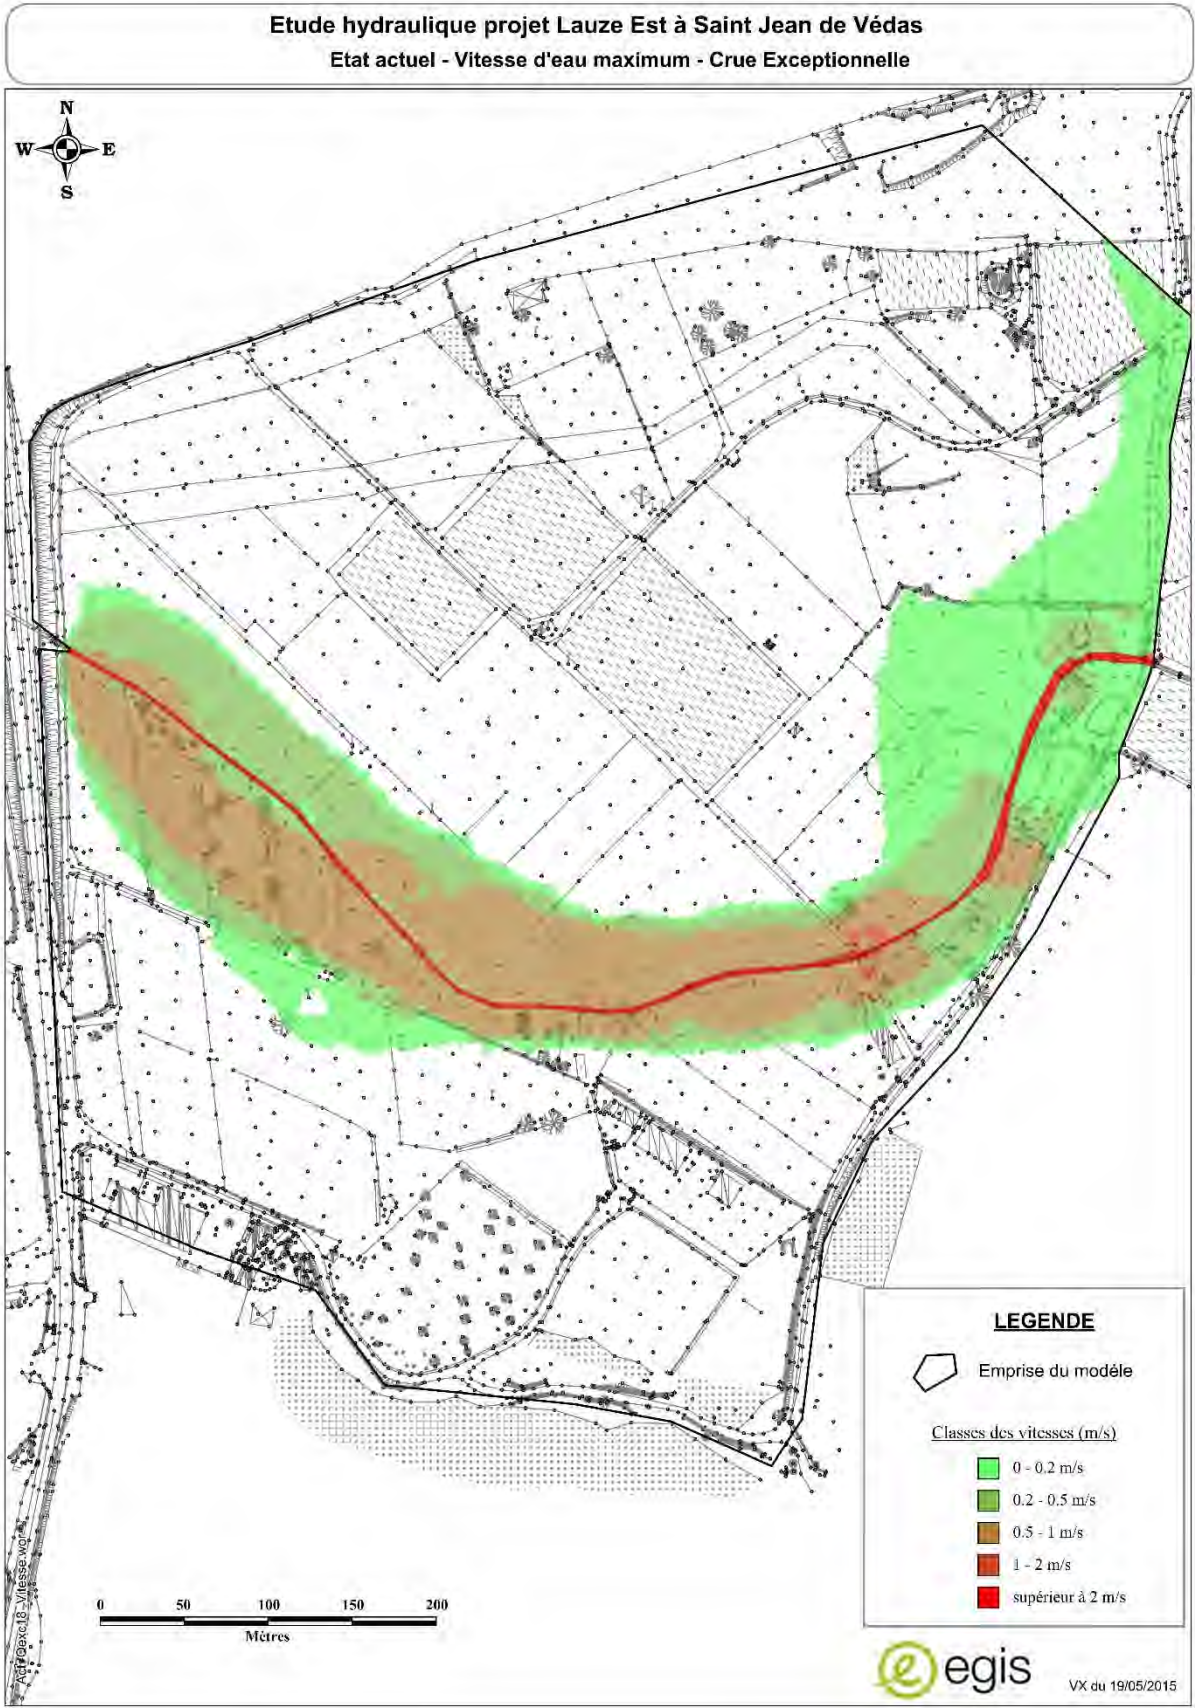 Etude hydraulique projet Lauze Est à Saint Jean de Védas
Etat actuel - Vitesse d'eau maximum - Crue Exceptionnelle
N
W E
S
LEGENDE
Emprise du modéle
Classes des vitesses (m/s)
0 - 0.2 m/s
0.2 - 0.5 m/s
0.5 - 1 m/s
1 - 2 m/s
supérieur à 2 m/s
0 50 100 150 200
Mètres
egis
VX du 19/05/2015